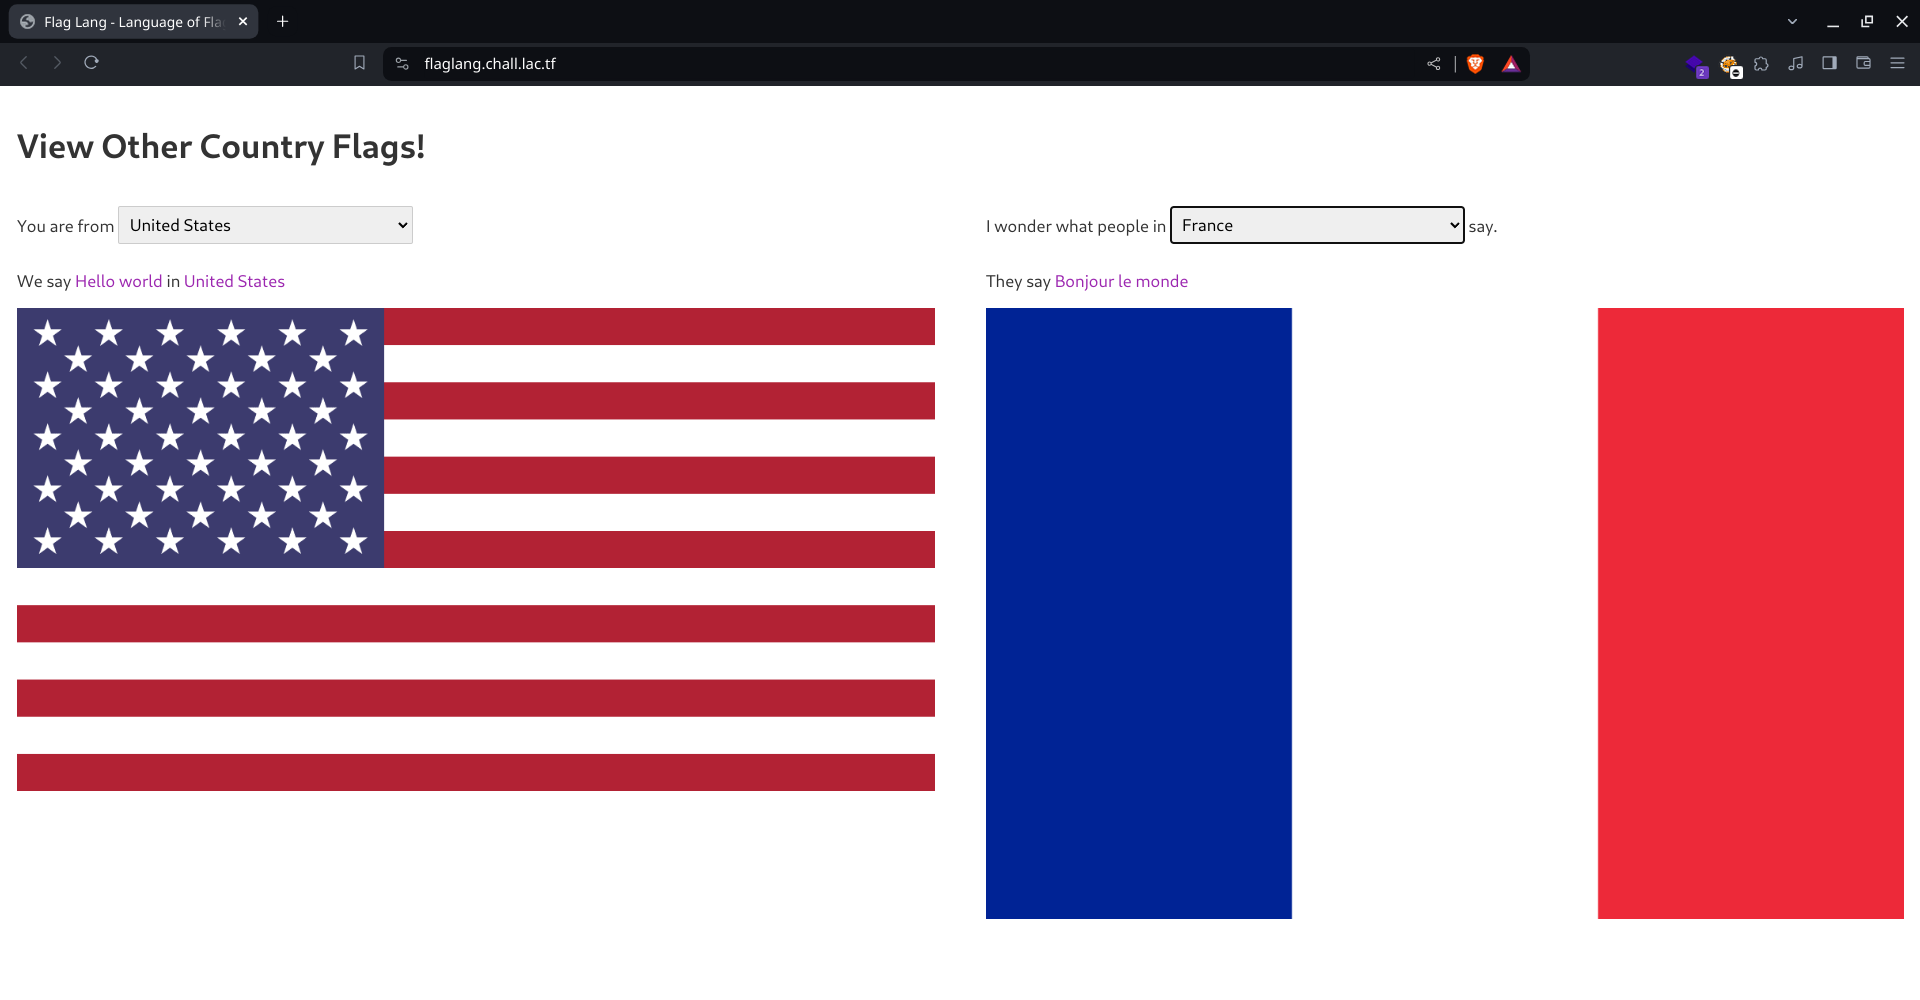 Flag Lang - Language of Fla
flaglang.chall.lac.tf
2
View Other Country Flags!
You are from United States
I wonder what people in France say.
We say Hello world in United States
They say Bonjour le monde